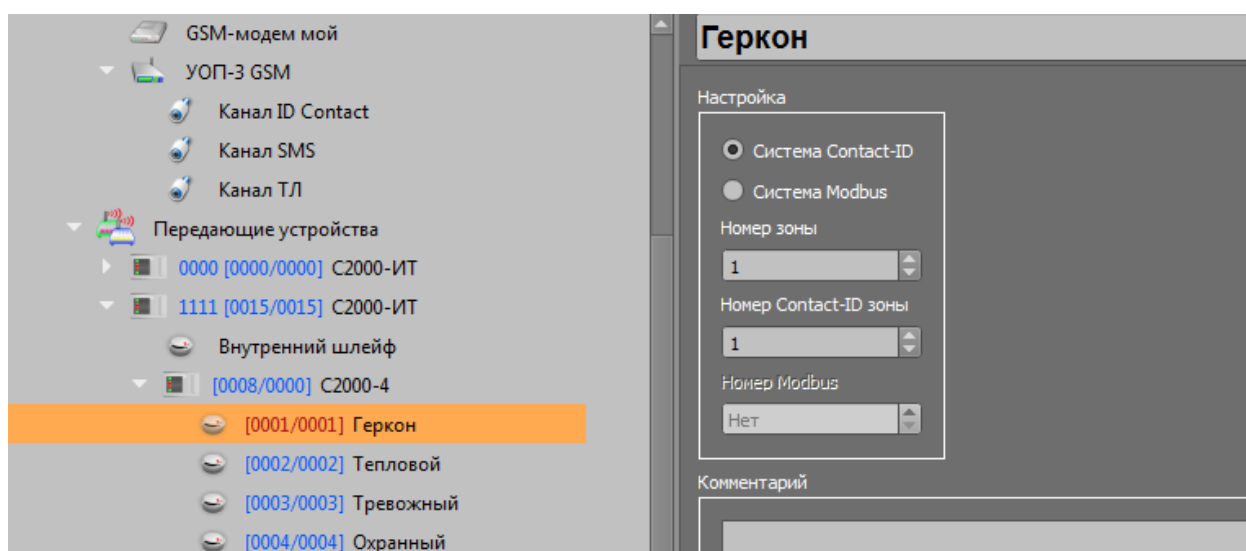 GSM-модем мой
УОП-3 GSM
Канал ID Contact
Канал SMS
Канал ТЛ
Передающие устройства
0000 [0000/0000] С2000-ИТ
1111 [0015/0015] С2000-ИТ
Внутренний шлейф
[0008/0000] С2000-4
[0001/0001] Геркон
[0002/0002] Тепловой
[0003/0003] Тревожный
[0004/0004] Охранный
Геркон
Настройка
Система Contact-ID
Система Modbus
Номер зоны
1
Номер Contact-ID зоны
1
Номер Modbus
Нет
Комментарий